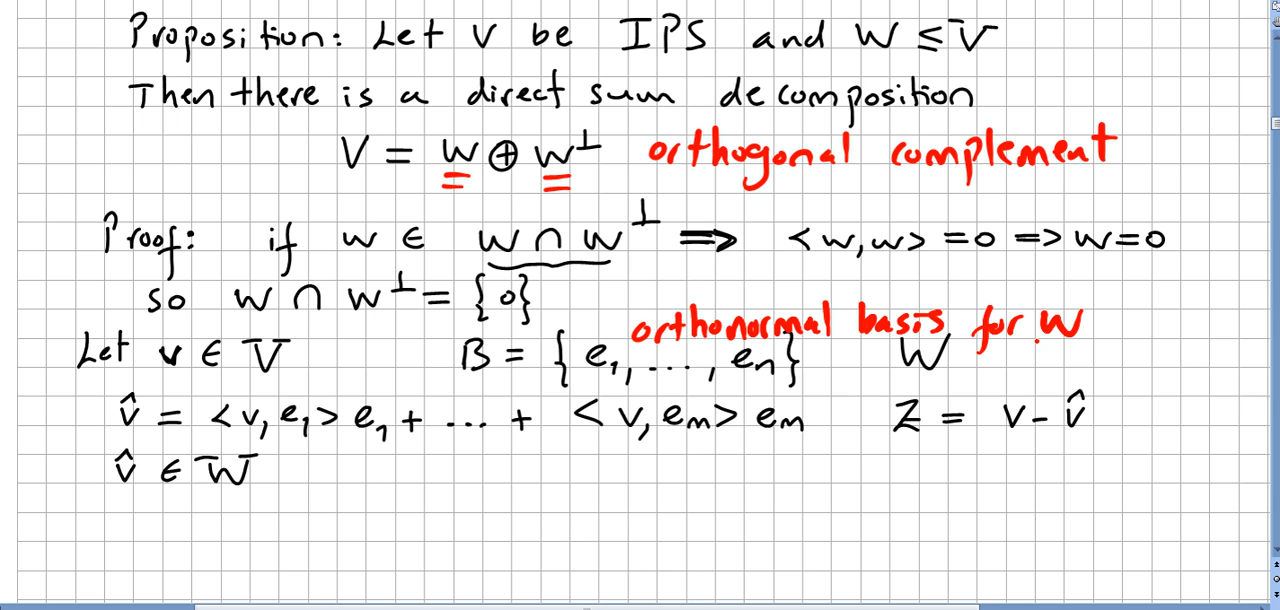 Proposition: Let V be IPS and W ≤ V
Then there is a direct sum decomposition
V = W ⊕ W⊥ orthogonal complement
Proof: if w ∈ W ∩ W⊥ ⟹ <w,w> = 0 => w = 0
so W ∩ W⊥ = {0}
orthonormal basis for W
Let v ∈ V B = {e₁, ..., eₙ} W
v̂ = <v, e₁> e₁ + ... + <v, eₘ> eₘ Z = v - v̂
v̂ ∈ W